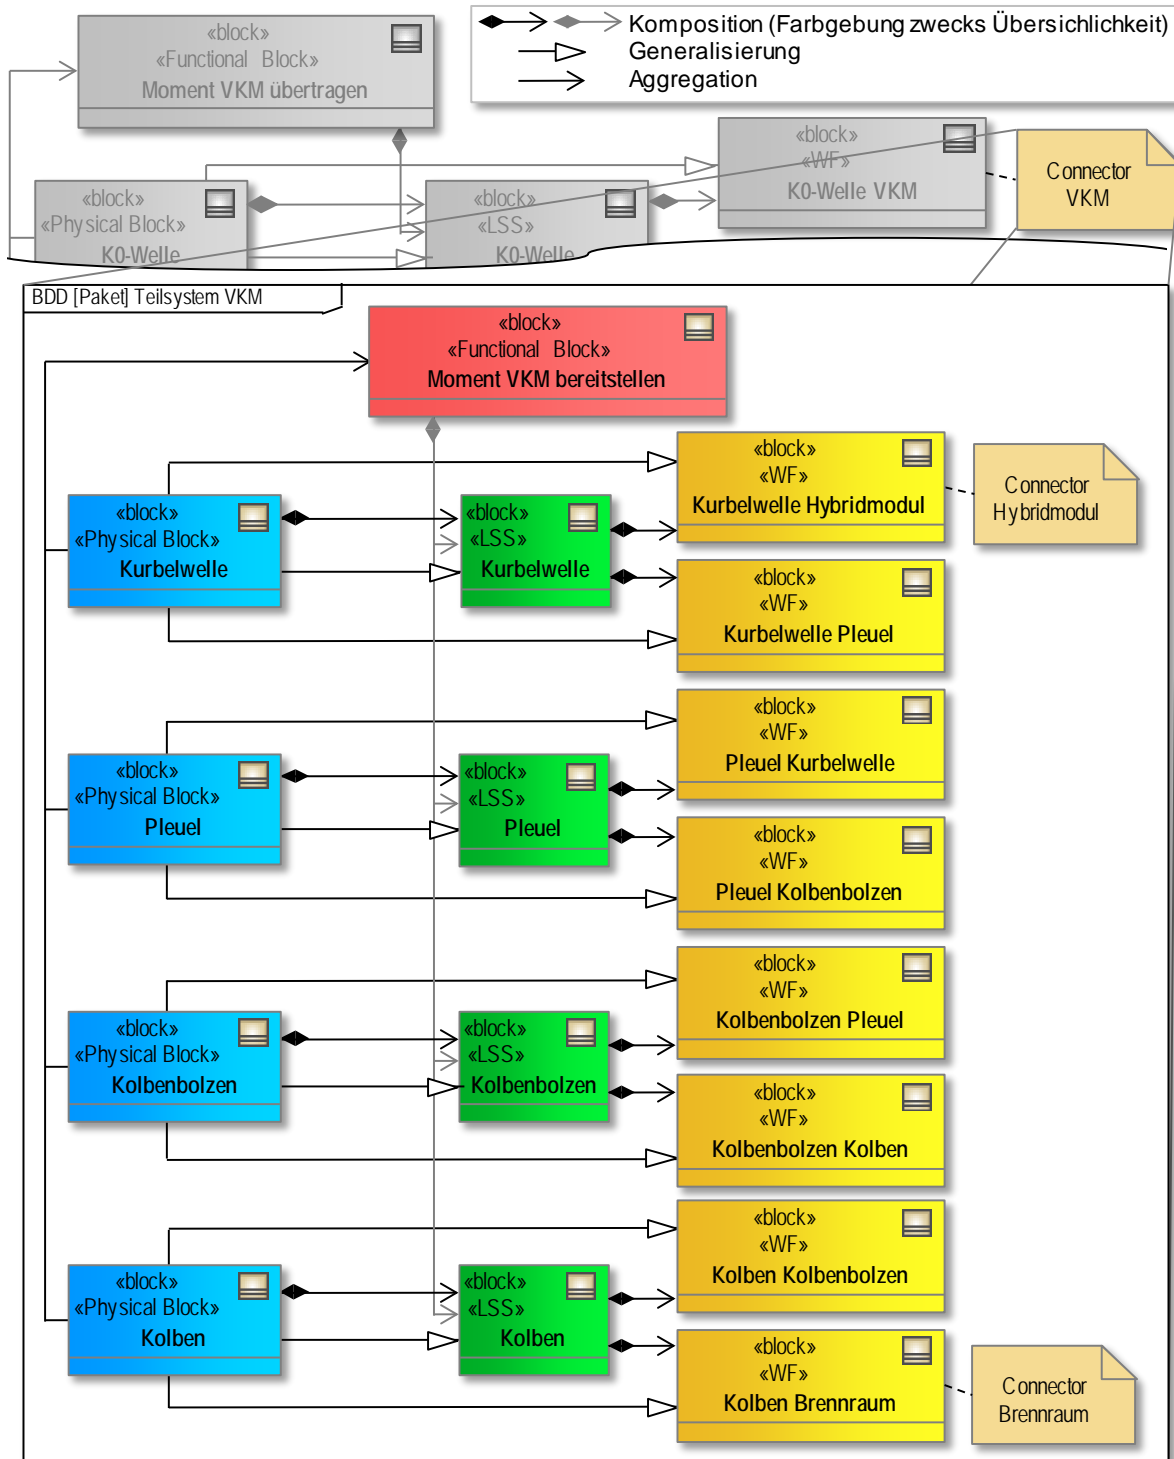 «block»
«Functional Block»
Moment VKM übertragen
Komposition (Farbgebung zwecks Übersichlichkeit)
Generalisierung
Aggregation
«block»
«Physical Block»
K0-Welle
«block»
«LSS»
K0-Welle
«block»
«WF»
K0-Welle VKM
Connector
VKM
BDD [Paket] Teilsystem VKM
«block»
«Functional Block»
Moment VKM bereitstellen
«block»
«Physical Block»
Kurbelwelle
«block»
«LSS»
Kurbelwelle
«block»
«WF»
Kurbelwelle Hybridmodul
Connector
Hybridmodul
«block»
«WF»
Kurbelwelle Pleuel
«block»
«Physical Block»
Pleuel
«block»
«LSS»
Pleuel
«block»
«WF»
Pleuel Kurbelwelle
«block»
«WF»
Pleuel Kolbenbolzen
«block»
«Physical Block»
Kolbenbolzen
«block»
«LSS»
Kolbenbolzen
«block»
«WF»
Kolbenbolzen Pleuel
«block»
«WF»
Kolbenbolzen Kolben
«block»
«Physical Block»
Kolben
«block»
«LSS»
Kolben
«block»
«WF»
Kolben Kolbenbolzen
«block»
«WF»
Kolben Brennraum
Connector
Brennraum